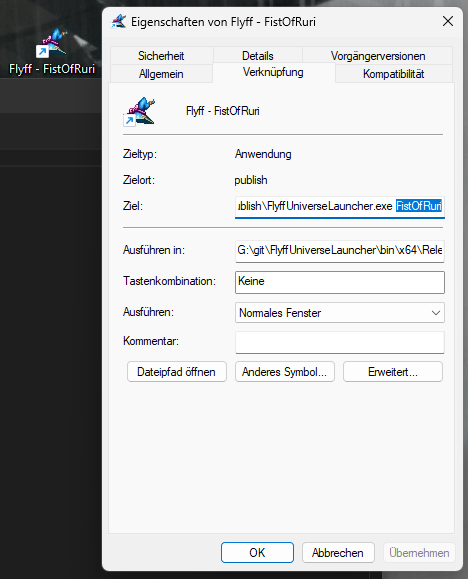 Flyff - FistOfRuri
Eigenschaften von Flyff - FistOfRuri
Sicherheit Details Vorgängerversionen
Allgemein Verknüpfung Kompatibilität
Flyff - FistOfRuri
Zieltyp: Anwendung
Zielort: publish
Ziel: ublish\FlyffUniverseLauncher.exe FistOfRuri
Ausführen in: G:\git\FlyffUniverseLauncher\bin\x64\Rele
Tastenkombination: Keine
Ausführen: Normales Fenster
Kommentar:
Dateipfad öffnen Anderes Symbol... Erweitert...
OK Abbrechen Übernehmen